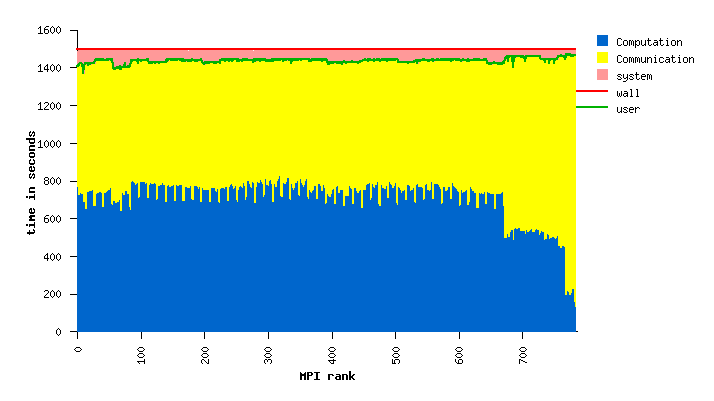 1600
1400
1200
1000
800
600
400
200
0
time in seconds
0
100
200
300
400
500
600
700
MPI rank
Computation
Communication
system
wall
user